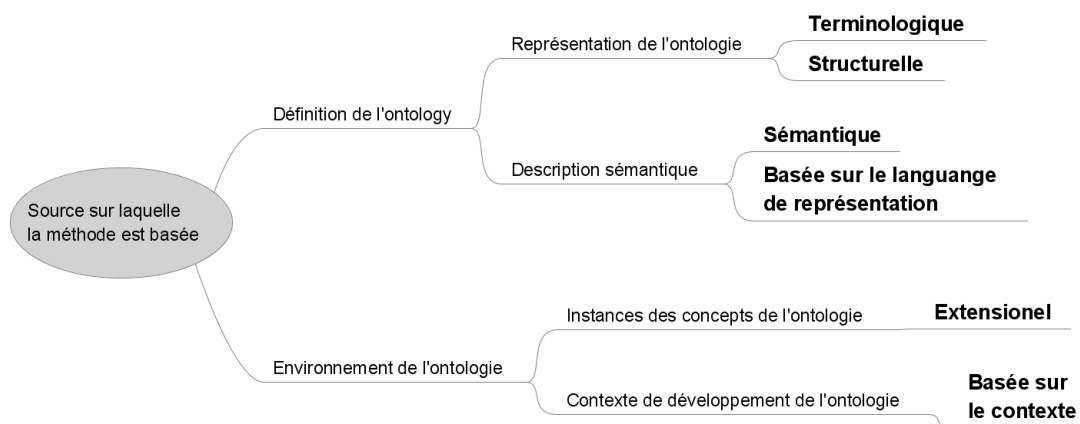 Source sur laquelle
la méthode est basée
Définition de l'ontology
Représentation de l'ontologie
Terminologique
Structurelle
Description sémantique
Sémantique
Basée sur le languange
de représentation
Environnement de l'ontologie
Instances des concepts de l'ontologie
Extensionel
Contexte de développement de l'ontologie
Basée sur
le contexte